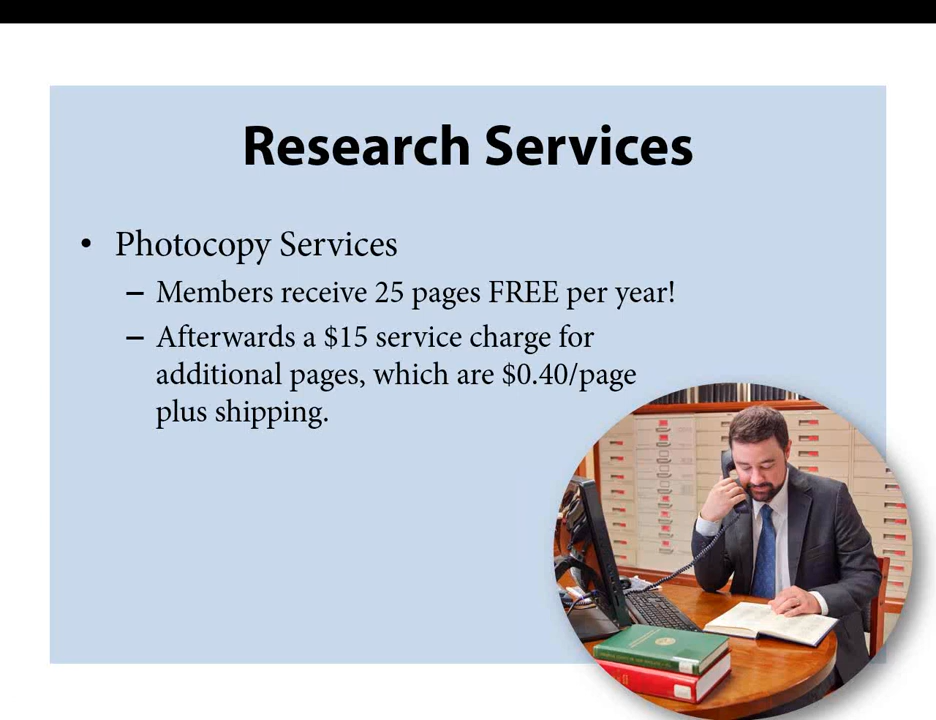 Research Services
• Photocopy Services
– Members receive 25 pages FREE per year!
– Afterwards a $15 service charge for
additional pages, which are $0.40/page
plus shipping.